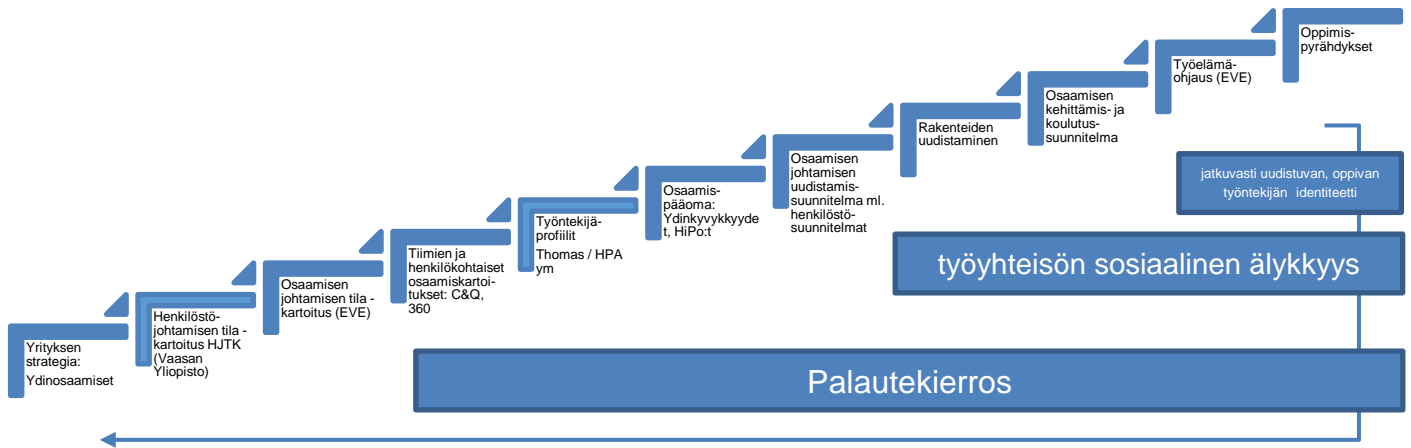 Yrityksen
strategia:
Ydinosaamiset
Henkilöstö-
johtamisen tila -
kartoitus HJTK
(Vaasan
Yliopisto)
Osaamisen
johtamisen tila -
kartoitus (EVE)
Tiimien ja
henkilökohtaiset
osaamiskartoi-
tukset: C&Q,
360
Työntekijä-
profiilit
Thomas / HPA
ym
Osaamis-
pääoma:
Ydinkyvykkyyde
t, HiPo:t
Osaamisen
johtamisen
uudistamis-
suunnitelma ml.
henkilöstö-
suunnitelmat
Rakenteiden
uudistaminen
Osaamisen
kehittämis- ja
koulutus-
suunnitelma
Työelämä-
ohjaus (EVE)
Oppimis-
pyrähdykset
jatkuvasti uudistuvan, oppivan
työntekijän identiteetti
työyhteisön sosiaalinen älykkyys
Palautekierros